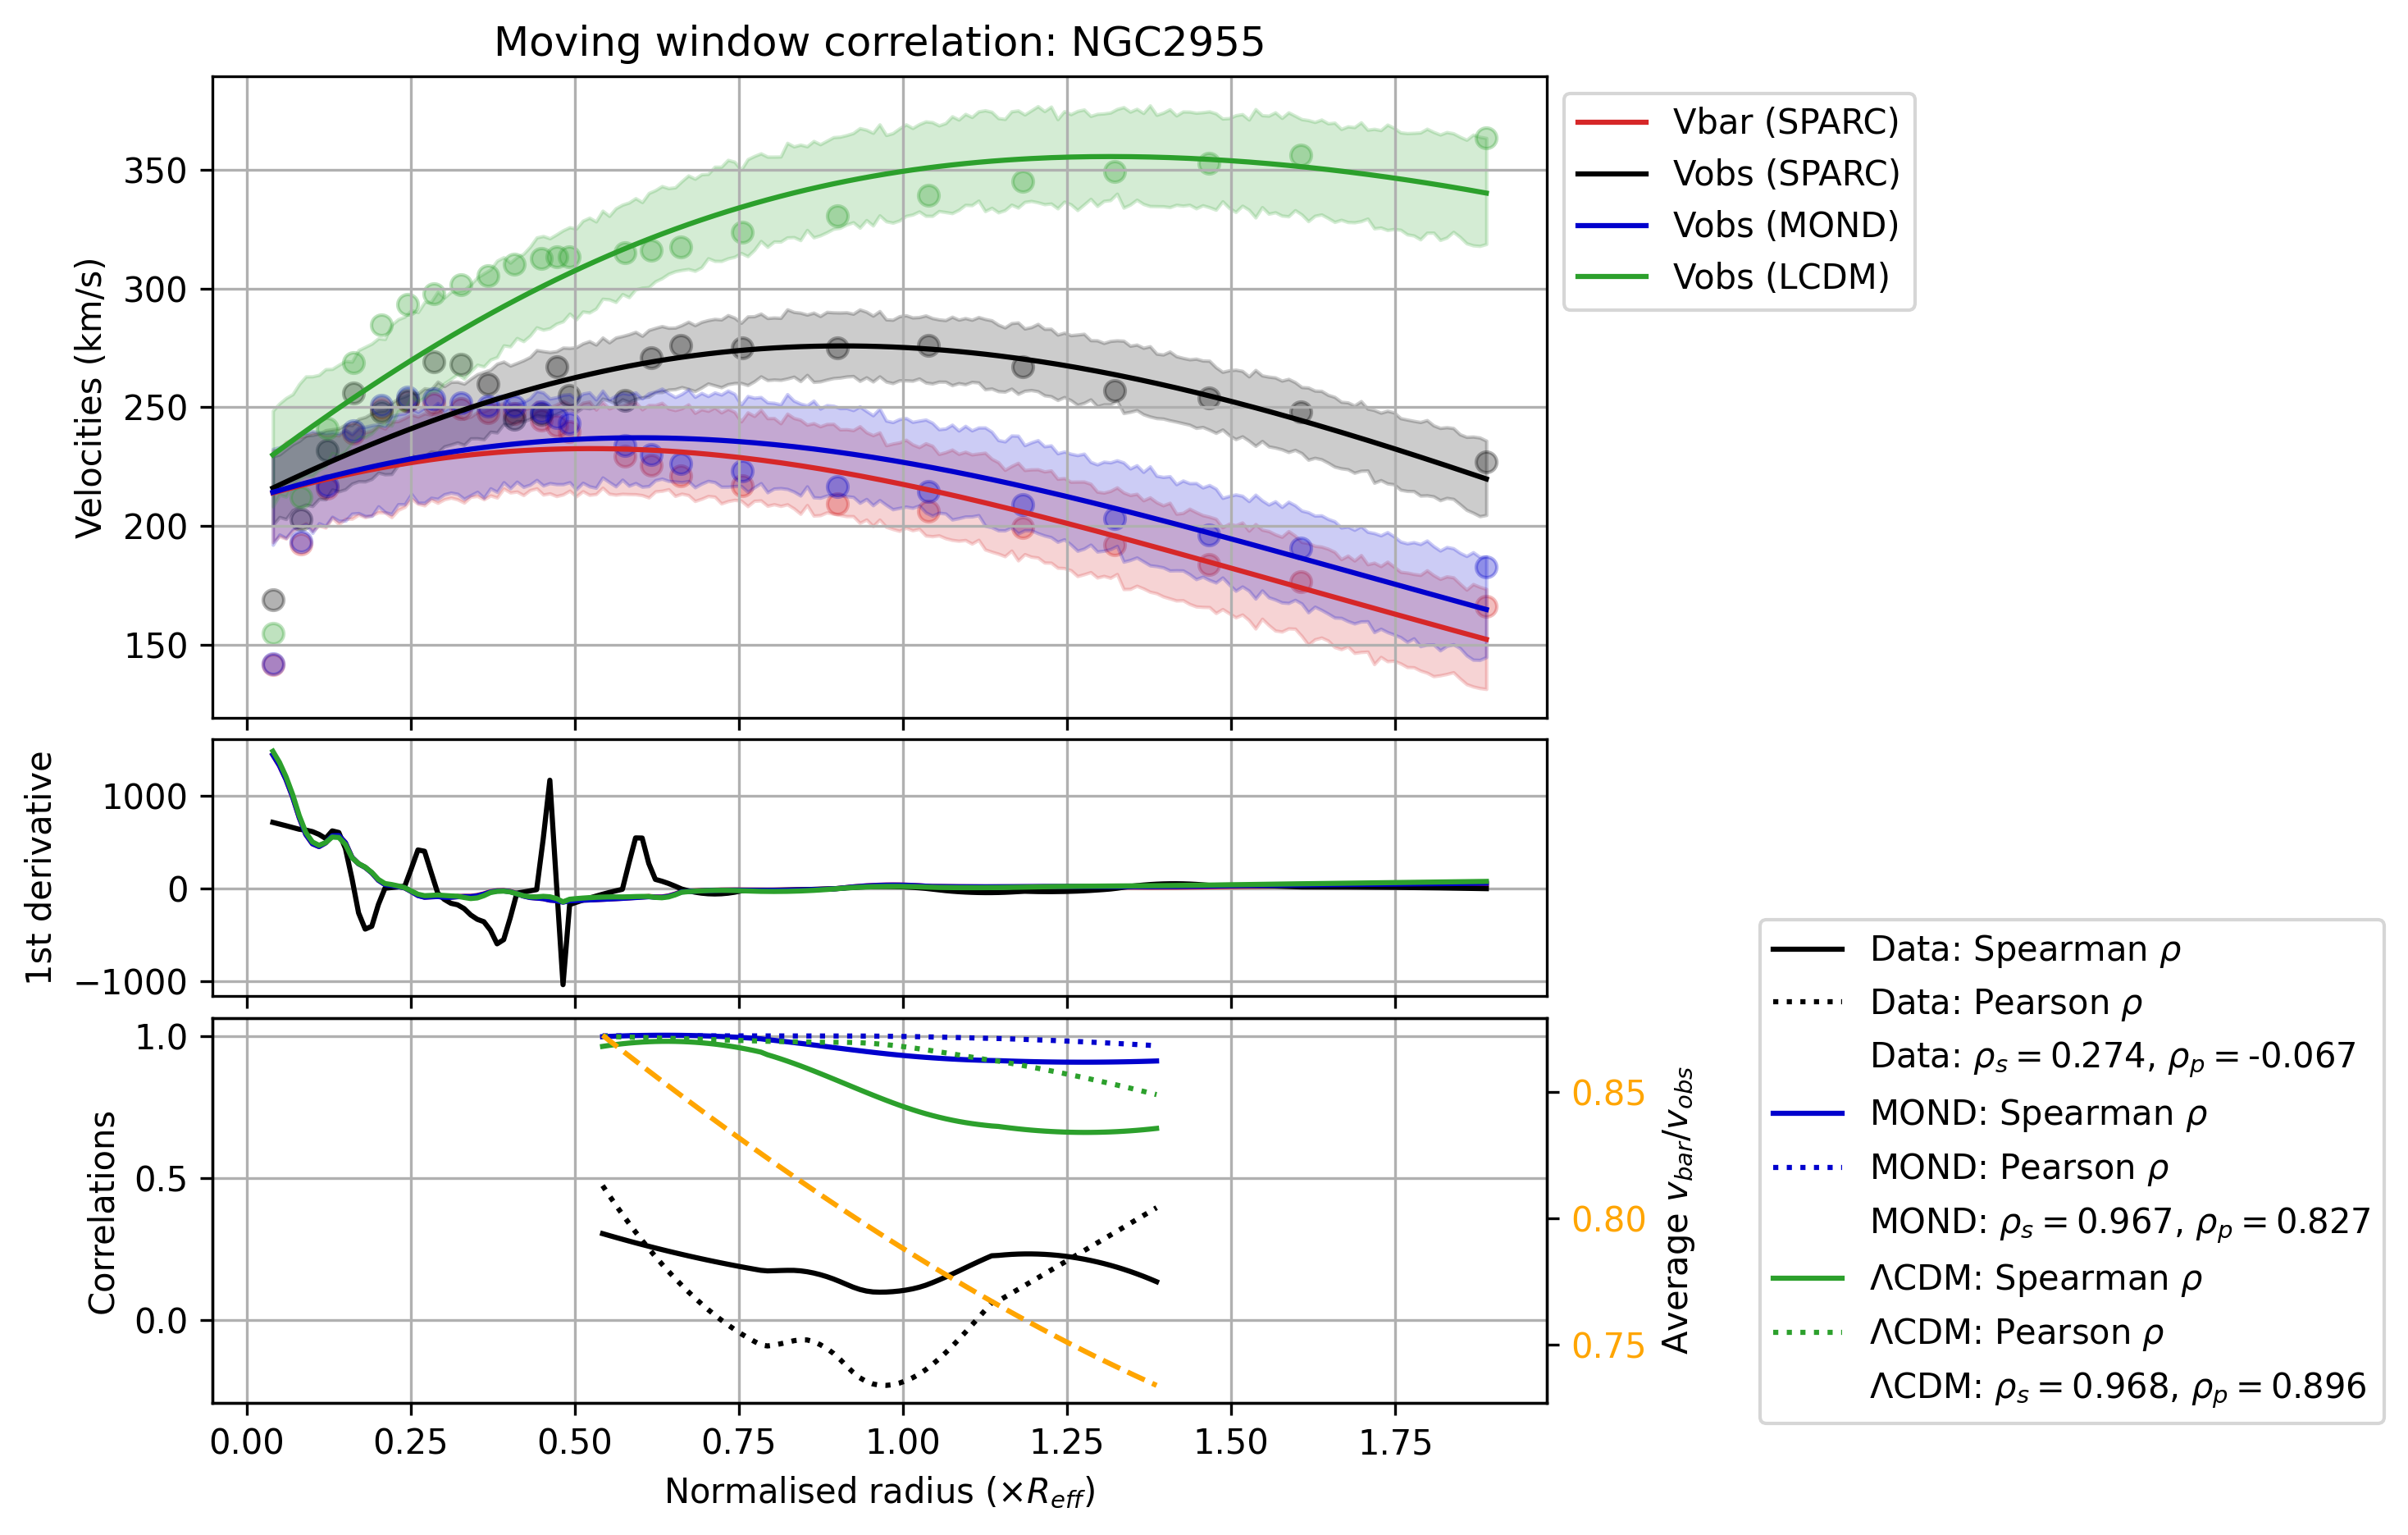 Moving window correlation: NGC2955
Velocities (km/s)
350
300
250
200
150
Vbar (SPARC)
Vobs (SPARC)
Vobs (MOND)
Vobs (LCDM)
1st derivative
1000
0
−1000
Correlations
1.0
0.5
0.0
0.85
0.80
0.75
Average v_bar/v_obs
0.00 0.25 0.50 0.75 1.00 1.25 1.50 1.75
Normalised radius (×R_eff)
Data: Spearman ρ
Data: Pearson ρ
Data: ρ_s = 0.274, ρ_p = -0.067
MOND: Spearman ρ
MOND: Pearson ρ
MOND: ρ_s = 0.967, ρ_p = 0.827
ΛCDM: Spearman ρ
ΛCDM: Pearson ρ
ΛCDM: ρ_s = 0.968, ρ_p = 0.896